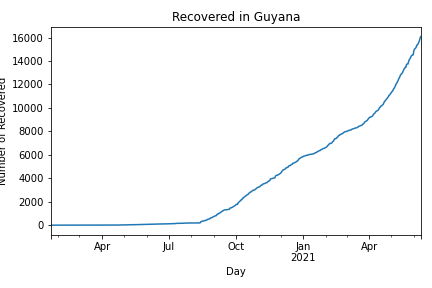 Recovered in Guyana
16000
14000
12000
10000
8000
6000
4000
2000
0
Number of Recovered
Apr
Jul
Oct
Jan
2021
Apr
Day